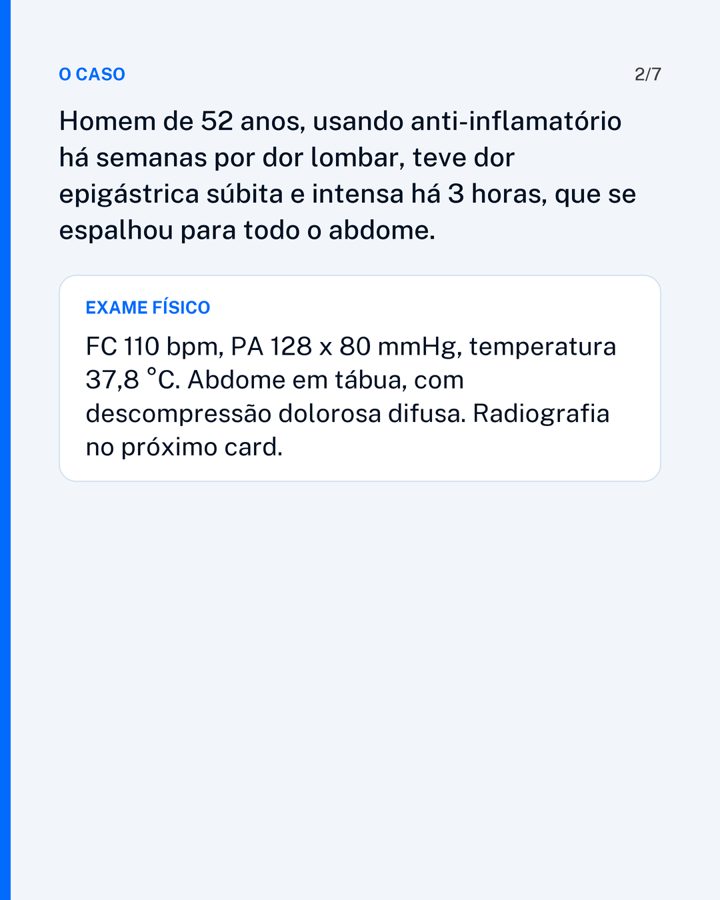 O CASO
2/7
Homem de 52 anos, usando anti-inflamatório
há semanas por dor lombar, teve dor
epigástrica súbita e intensa há 3 horas, que se
espalhou para todo o abdome.
EXAME FÍSICO
FC 110 bpm, PA 128 x 80 mmHg, temperatura
37,8 °C. Abdome em tábua, com
descompressão dolorosa difusa. Radiografia
no próximo card.